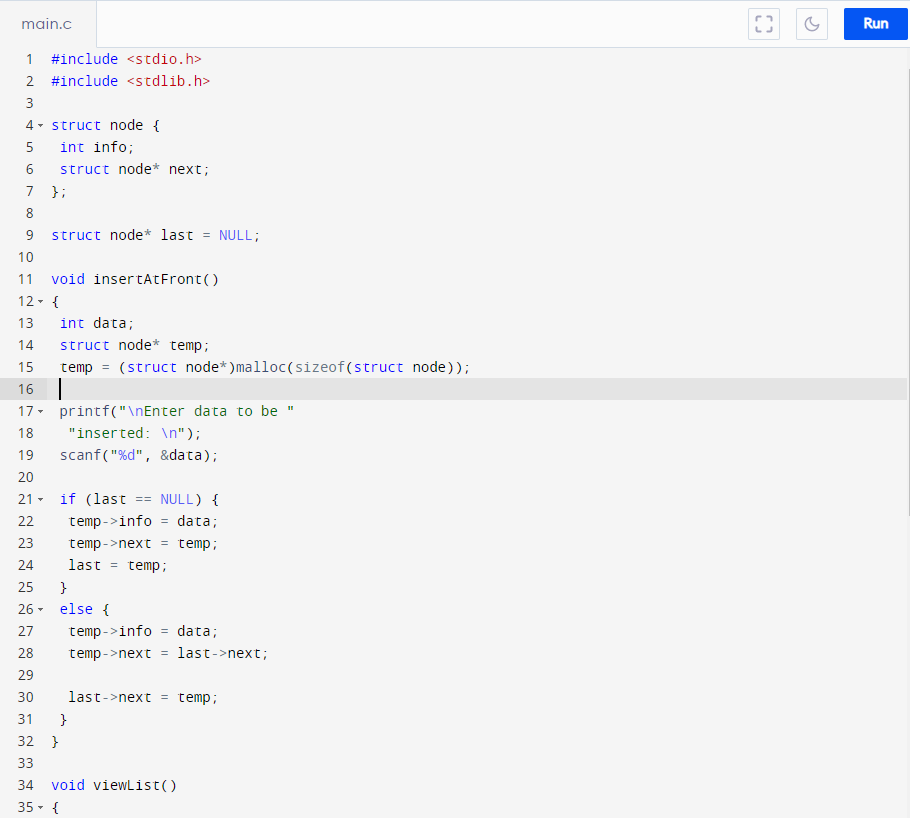 main.c
Run
1 #include <stdio.h>
2 #include <stdlib.h>
3
4 struct node {
5 int info;
6 struct node* next;
7 };
8
9 struct node* last = NULL;
10
11 void insertAtFront()
12 {
13 int data;
14 struct node* temp;
15 temp = (struct node*)malloc(sizeof(struct node));
16
17 printf("\nEnter data to be "
18 "inserted: \n");
19 scanf("%d", &data);
20
21 if (last == NULL) {
22 temp->info = data;
23 temp->next = temp;
24 last = temp;
25 }
26 else {
27 temp->info = data;
28 temp->next = last->next;
29
30 last->next = temp;
31 }
32 }
33
34 void viewList()
35 {